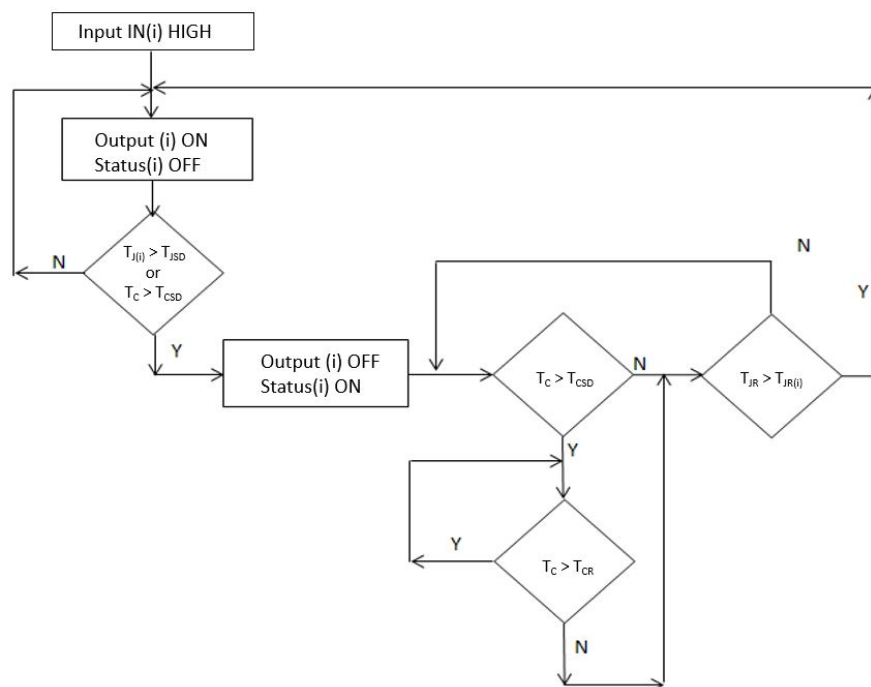 Input IN(i) HIGH
Output (i) ON
Status(i) OFF
TJ(i) > TJSD
or
TC > TCSD
N
Y
Output (i) OFF
Status(i) ON
TC > TCSD
N
Y
TC > TCR
Y
N
TJR > TJR(i)
N
Y